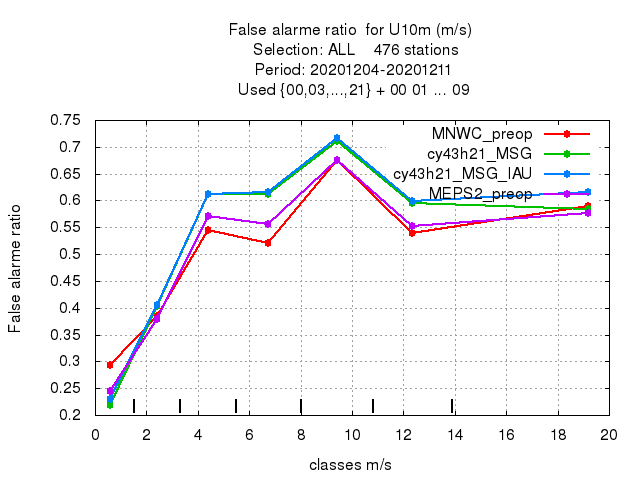 False alarme ratio  for U10m (m/s)
Selection: ALL    476 stations
Period: 20201204-20201211
Used {00,03,...,21} + 00 01 ... 09
MNWC_preop
cy43h21_MSG
cy43h21_MSG_IAU
MEPS2_preop
False alarme ratio
0.75
0.7
0.65
0.6
0.55
0.5
0.45
0.4
0.35
0.3
0.25
0.2
0 2 4 6 8 10 12 14 16 18 20
classes m/s